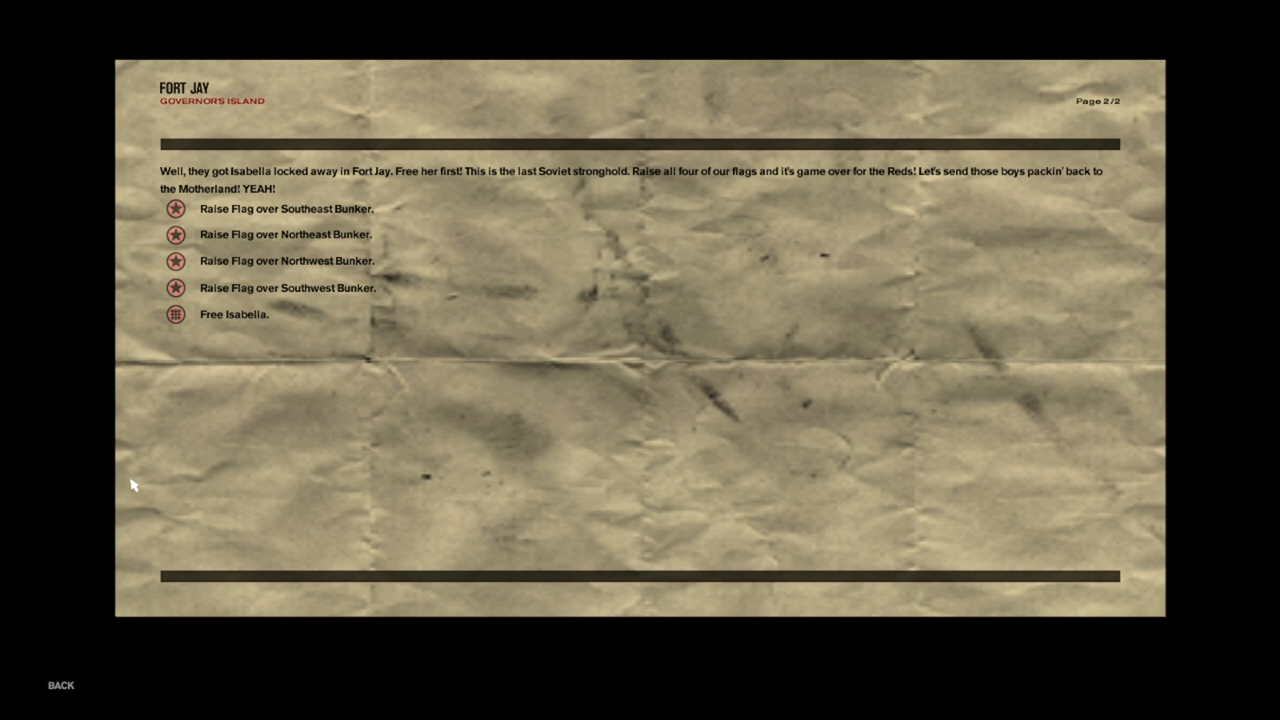 FORT JAY
GOVERNOR'S ISLAND
Page 2/2
Well, they got Isabella locked away in Fort Jay. Free her first! This is the last Soviet stronghold. Raise all four of our flags and it's game over for the Reds! Let's send those boys packin' back to
the Motherland! YEAH!
Raise Flag over Southeast Bunker.
Raise Flag over Northeast Bunker.
Raise Flag over Northwest Bunker.
Raise Flag over Southwest Bunker.
Free Isabella.
BACK